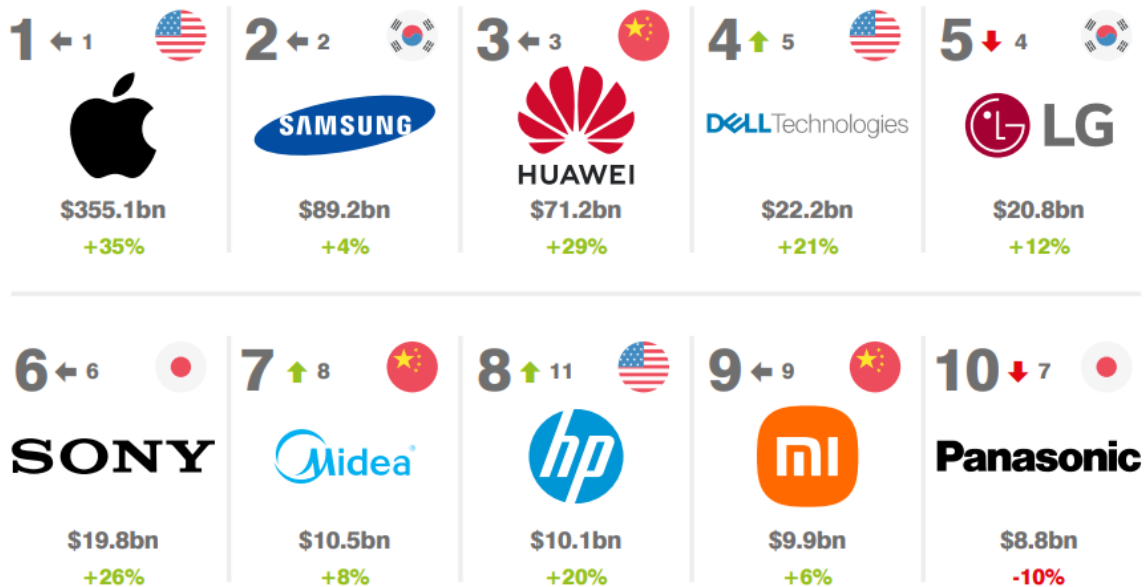 1 ← 1
2 ← 2
3 ← 3
4 ↑ 5
5 ↓ 4
SAMSUNG
HUAWEI
DELLTechnologies
LG LG
$355.1bn
$89.2bn
$71.2bn
$22.2bn
$20.8bn
+35%
+4%
+29%
+21%
+12%
6 ← 6
7 ↑ 8
8 ↑ 11
9 ← 9
10 ↓ 7
SONY
Midea
hp
mi
Panasonic
$19.8bn
$10.5bn
$10.1bn
$9.9bn
$8.8bn
+26%
+8%
+20%
+6%
-10%